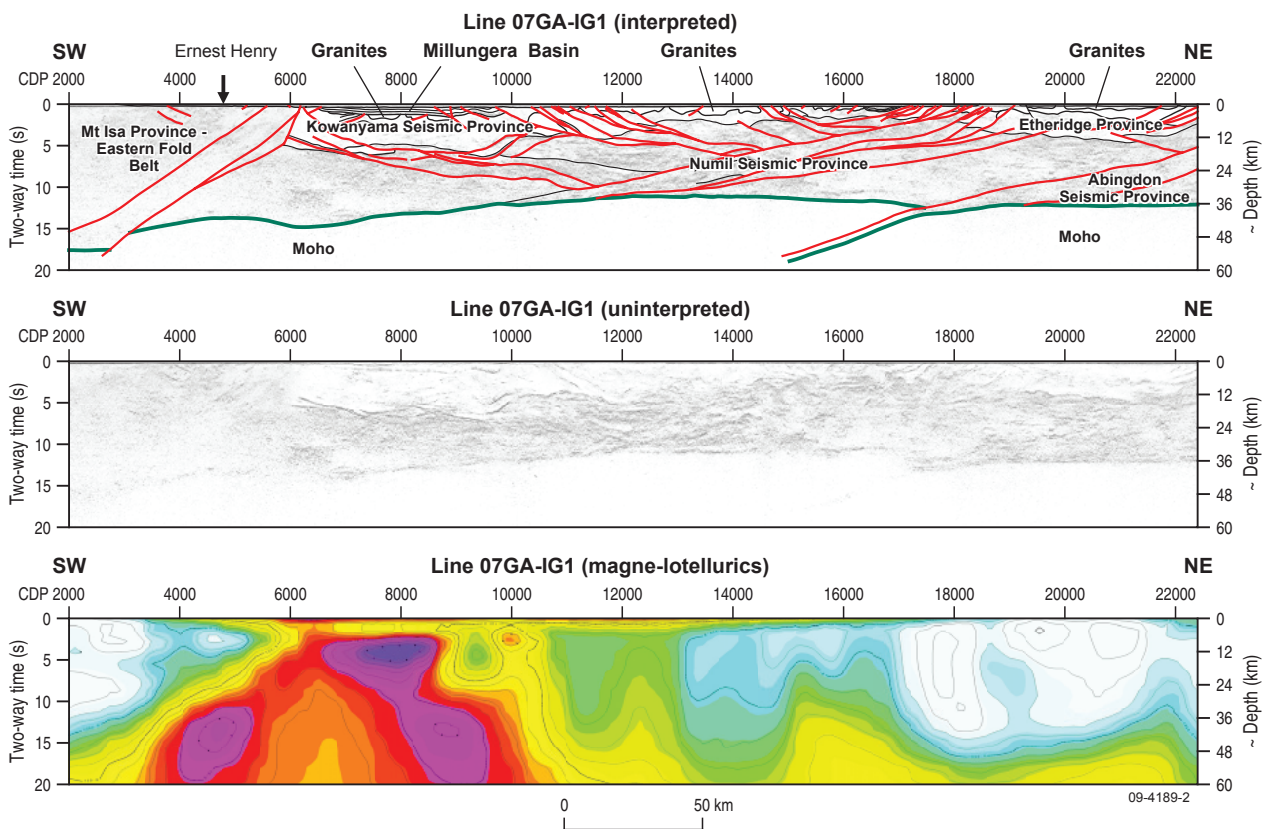 Line 07GA-IG1 (interpreted)
SW Ernest Henry Granites Millungera Basin Granites Granites NE
CDP 2000 4000 6000 8000 10000 12000 14000 16000 18000 20000 22000
0 0
Mt Isa Province -
Eastern Fold
Belt
Kowanyama Seismic Province
Etheridge Province
5 12
Numil Seismic Province
24
10
Abingdon
Seismic Province
36
15 48
Moho Moho
20 60
Two-way time (s)
~ Depth (km)
SW Line 07GA-IG1 (uninterpreted) NE
CDP 2000 4000 6000 8000 10000 12000 14000 16000 18000 20000 22000
0 0
5 12
24
10
36
15 48
20 60
Two-way time (s)
~ Depth (km)
SW Line 07GA-IG1 (magne-lotellurics) NE
CDP 2000 4000 6000 8000 10000 12000 14000 16000 18000 20000 22000
0 0
5 12
24
10
36
15 48
20 60
Two-way time (s)
~ Depth (km)
09-4189-2
0 50 km